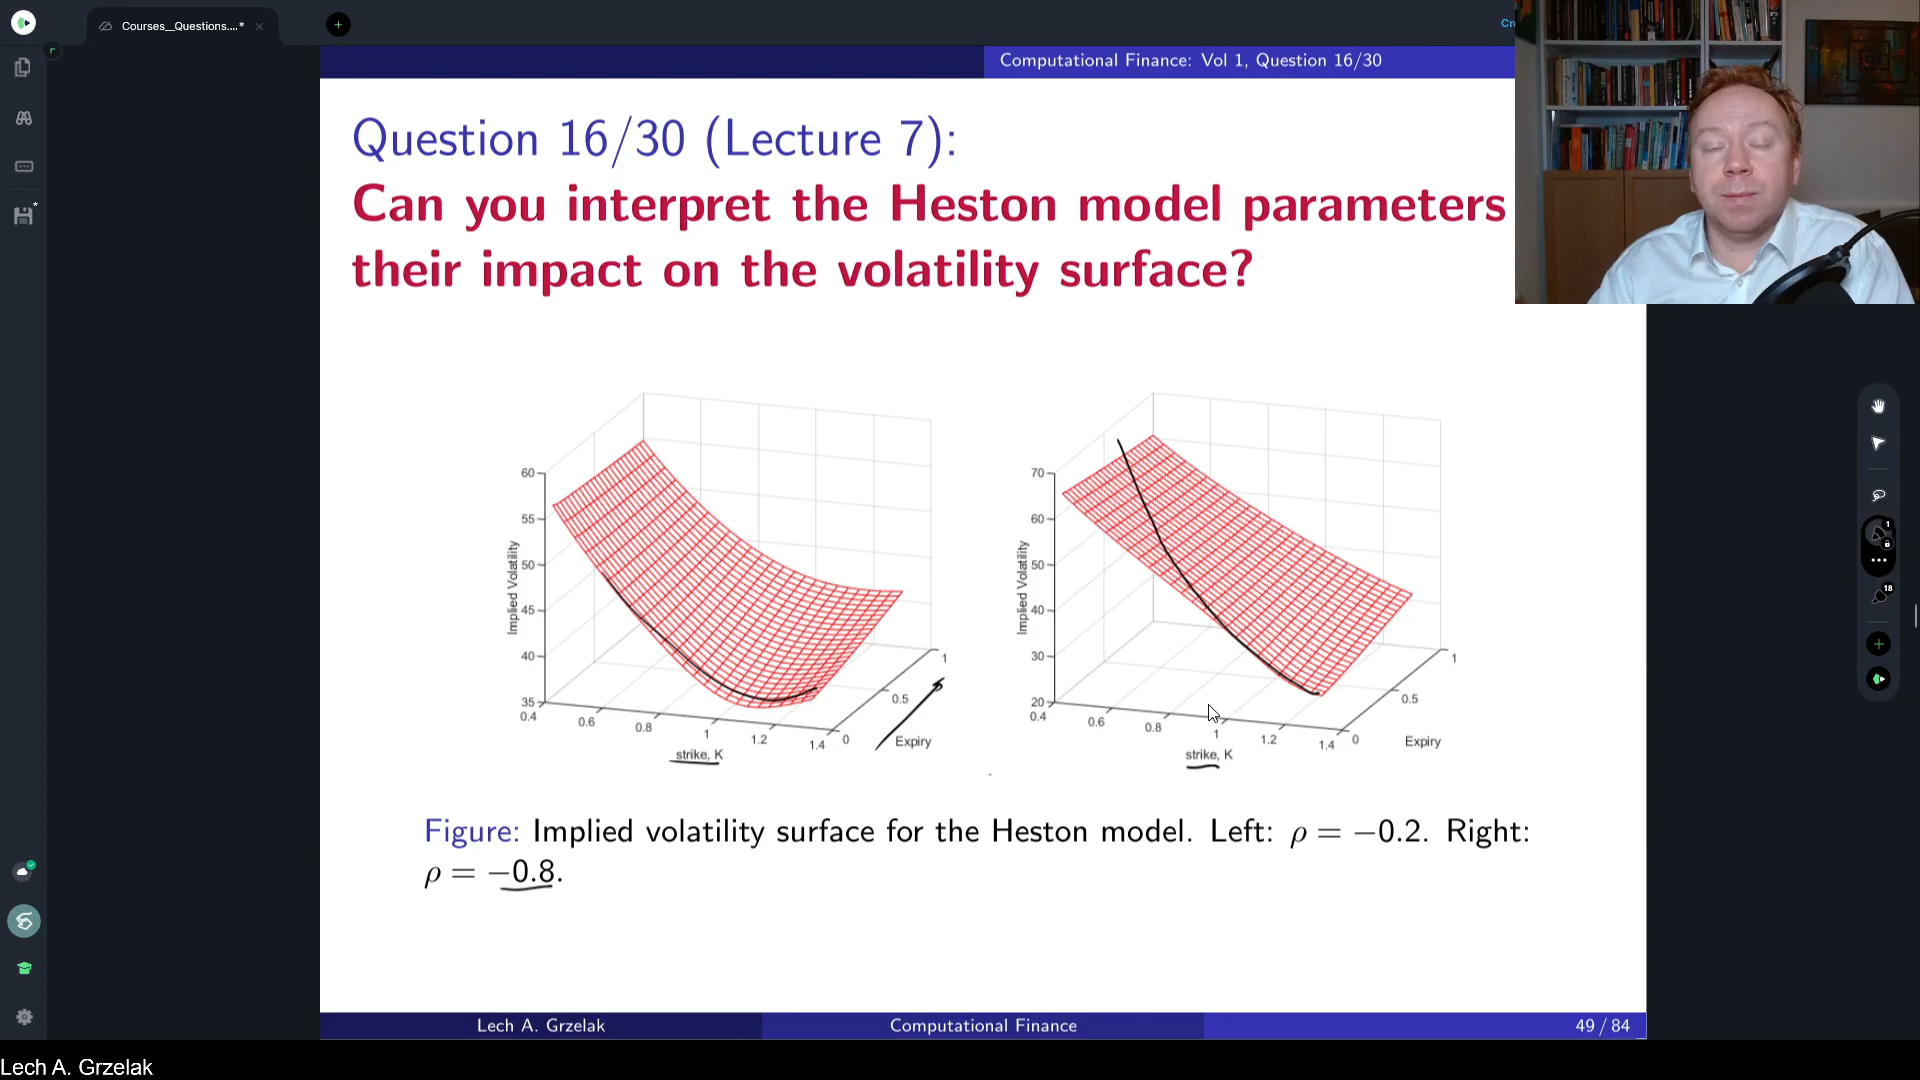 Courses__Questions....*
Cr
Computational Finance: Vol 1, Question 16/30
Question 16/30 (Lecture 7):
Can you interpret the Heston model parameters
their impact on the volatility surface?
60
55
50
45
40
35
Implied Volatility
0.4
0.6
0.8
1
1.2
1.4
strike, K
0
0.5
1
Expiry
70
60
50
40
30
20
Implied Volatility
0.4
0.6
0.8
1
1.2
1.4
strike, K
0
0.5
1
Expiry
1
18
Figure: Implied volatility surface for the Heston model. Left: ρ = −0.2. Right:
ρ = −0.8.
Lech A. Grzelak
Computational Finance
49 / 84
Lech A. Grzelak